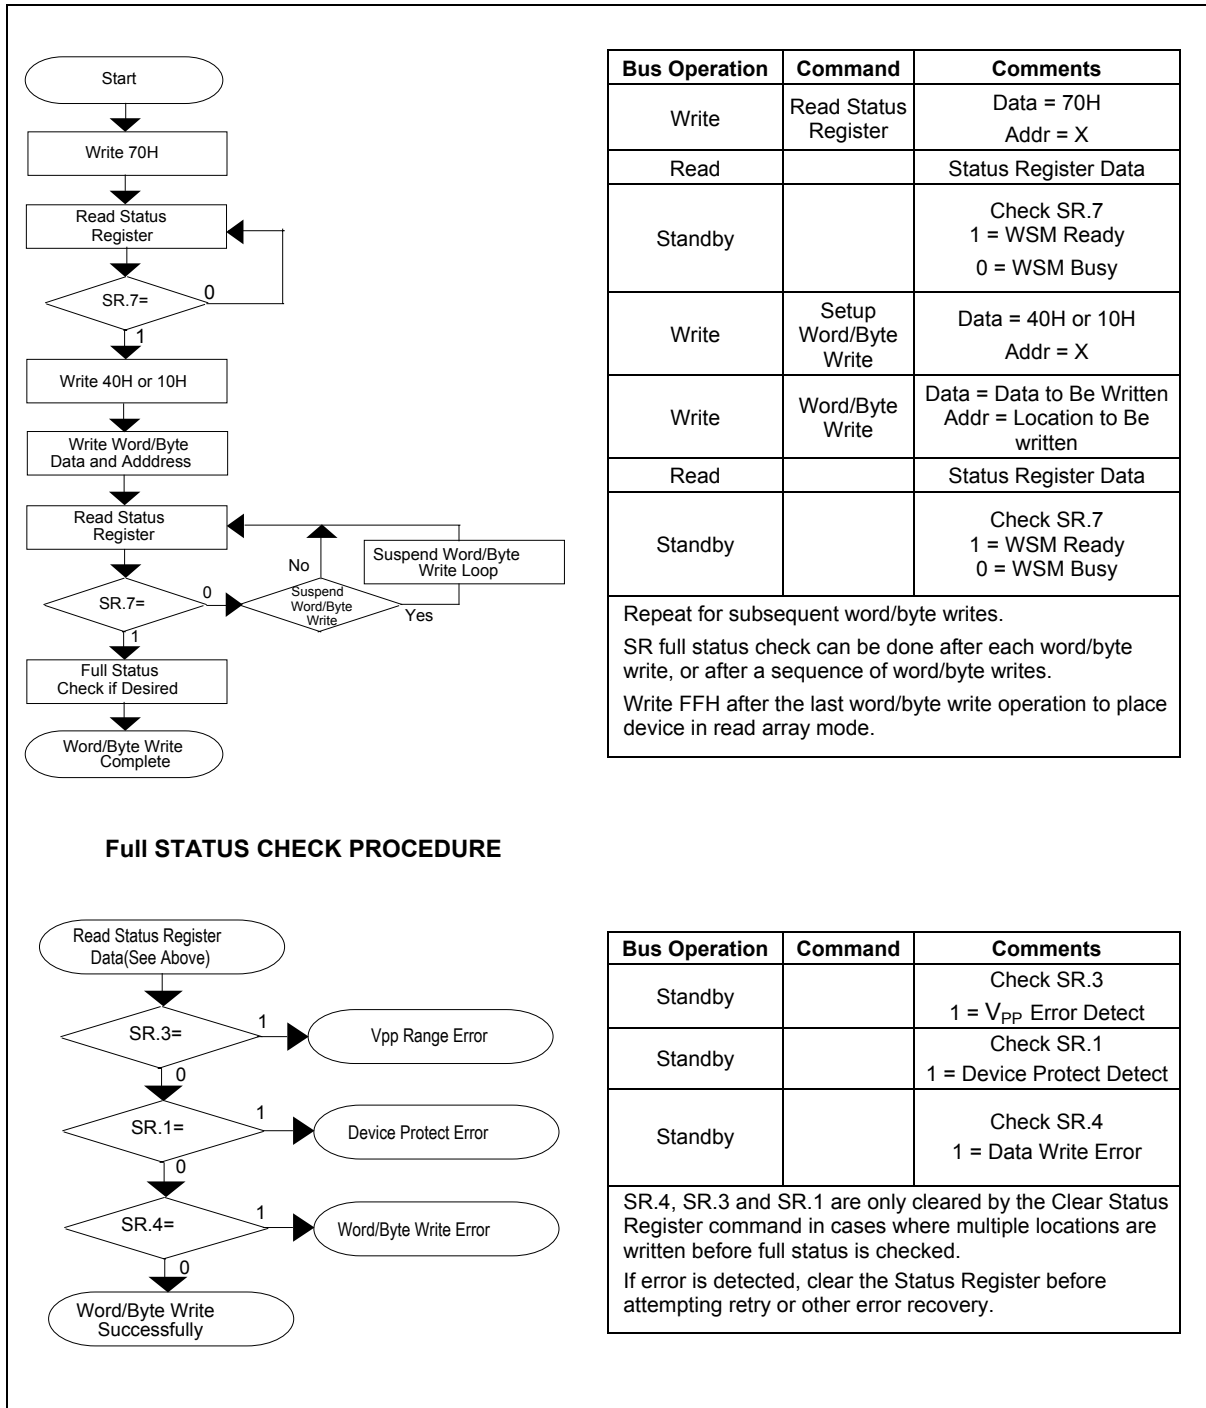 Start
Write 70H
Read Status
Register
SR.7=
0
1
Write 40H or 10H
Write Word/Byte
Data and Adddress
Read Status
Register
SR.7=
0
1
No
Suspend
Word/Byte
Write
Yes
Suspend Word/Byte
Write Loop
Full Status
Check if Desired
Word/Byte Write
Complete
Bus Operation Command Comments
Write
Read Status
Register
Data = 70H
Addr = X
Read
Status Register Data
Standby
Check SR.7
1 = WSM Ready
0 = WSM Busy
Write
Setup
Word/Byte
Write
Data = 40H or 10H
Addr = X
Write
Word/Byte
Write
Data = Data to Be Written
Addr = Location to Be
written
Read
Status Register Data
Standby
Check SR.7
1 = WSM Ready
0 = WSM Busy
Repeat for subsequent word/byte writes.
SR full status check can be done after each word/byte
write, or after a sequence of word/byte writes.
Write FFH after the last word/byte write operation to place
device in read array mode.
Full STATUS CHECK PROCEDURE
Read Status Register
Data(See Above)
SR.3=
1
Vpp Range Error
0
SR.1=
1
Device Protect Error
0
SR.4=
1
Word/Byte Write Error
0
Word/Byte Write
Successfully
Bus Operation Command Comments
Standby
Check SR.3
1 = VPP Error Detect
Standby
Check SR.1
1 = Device Protect Detect
Standby
Check SR.4
1 = Data Write Error
SR.4, SR.3 and SR.1 are only cleared by the Clear Status
Register command in cases where multiple locations are
written before full status is checked.
If error is detected, clear the Status Register before
attempting retry or other error recovery.